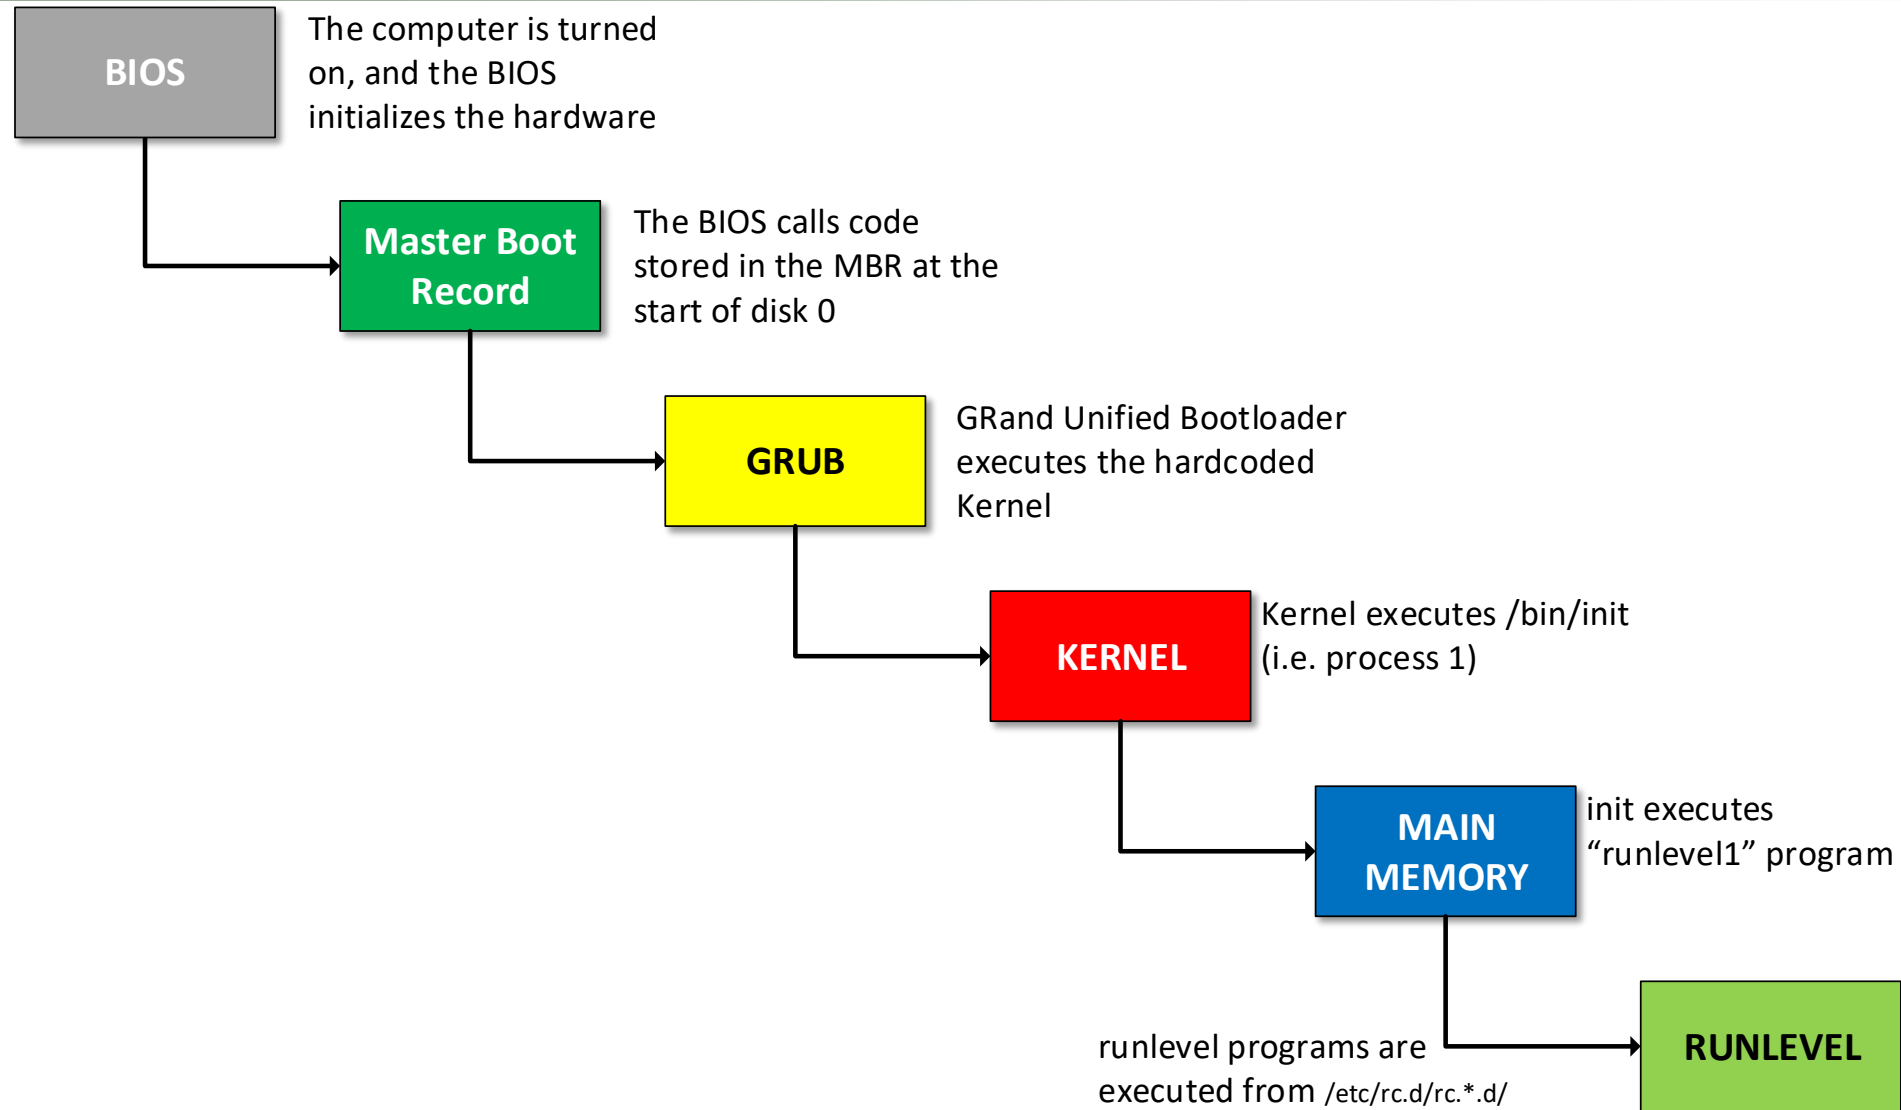 BIOS
The computer is turned
on, and the BIOS
initializes the hardware
Master Boot
Record
The BIOS calls code
stored in the MBR at the
start of disk 0
GRUB
GRand Unified Bootloader
executes the hardcoded
Kernel
KERNEL
Kernel executes /bin/init
(i.e. process 1)
MAIN
MEMORY
init executes
“runlevel1” program
RUNLEVEL
runlevel programs are
executed from /etc/rc.d/rc.*.d/